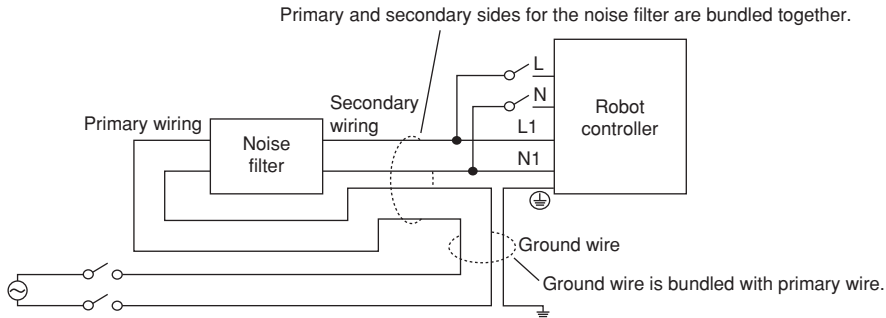 Primary and secondary sides for the noise filter are bundled together.
L
N
Secondary
wiring
Robot
controller
Primary wiring
L1
Noise
filter
N1
Ground wire
Ground wire is bundled with primary wire.